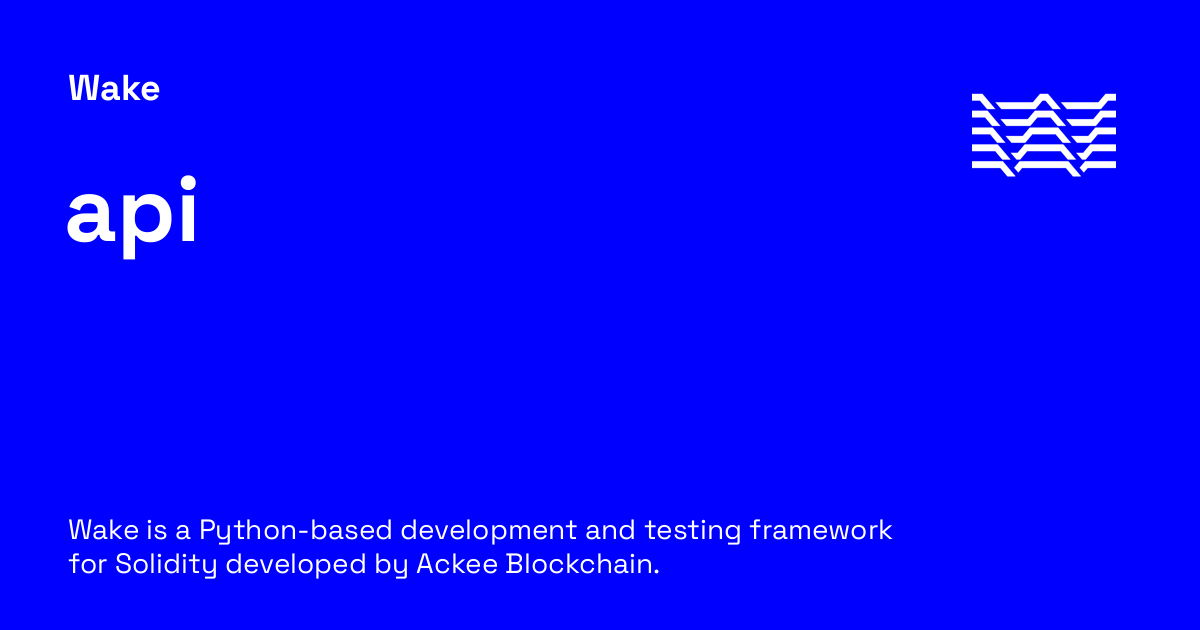 Wake
api
Wake is a Python-based development and testing framework
for Solidity developed by Ackee Blockchain.